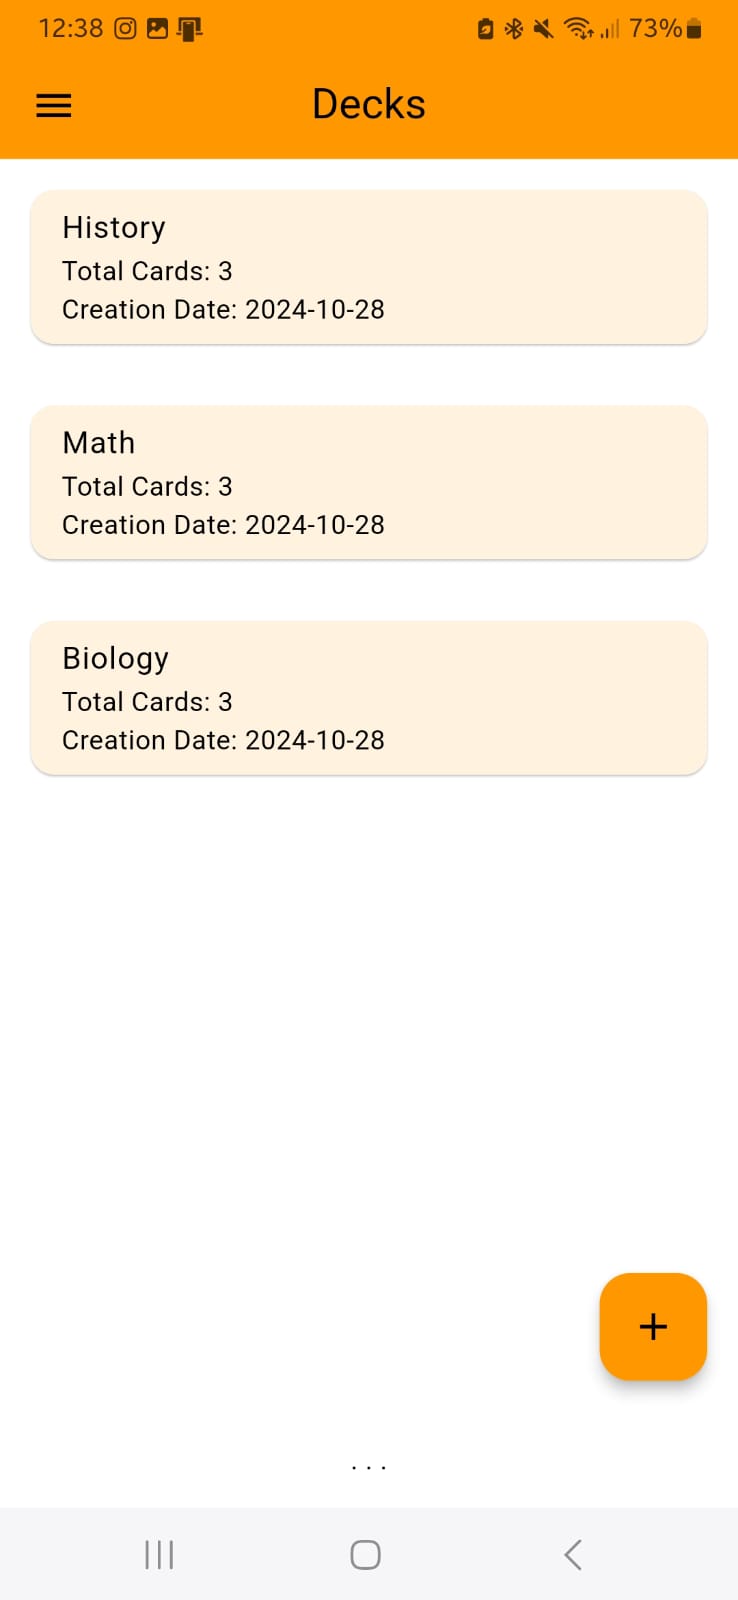 12:38
73%
Decks
History
Total Cards: 3
Creation Date: 2024-10-28
Math
Total Cards: 3
Creation Date: 2024-10-28
Biology
Total Cards: 3
Creation Date: 2024-10-28
+
...